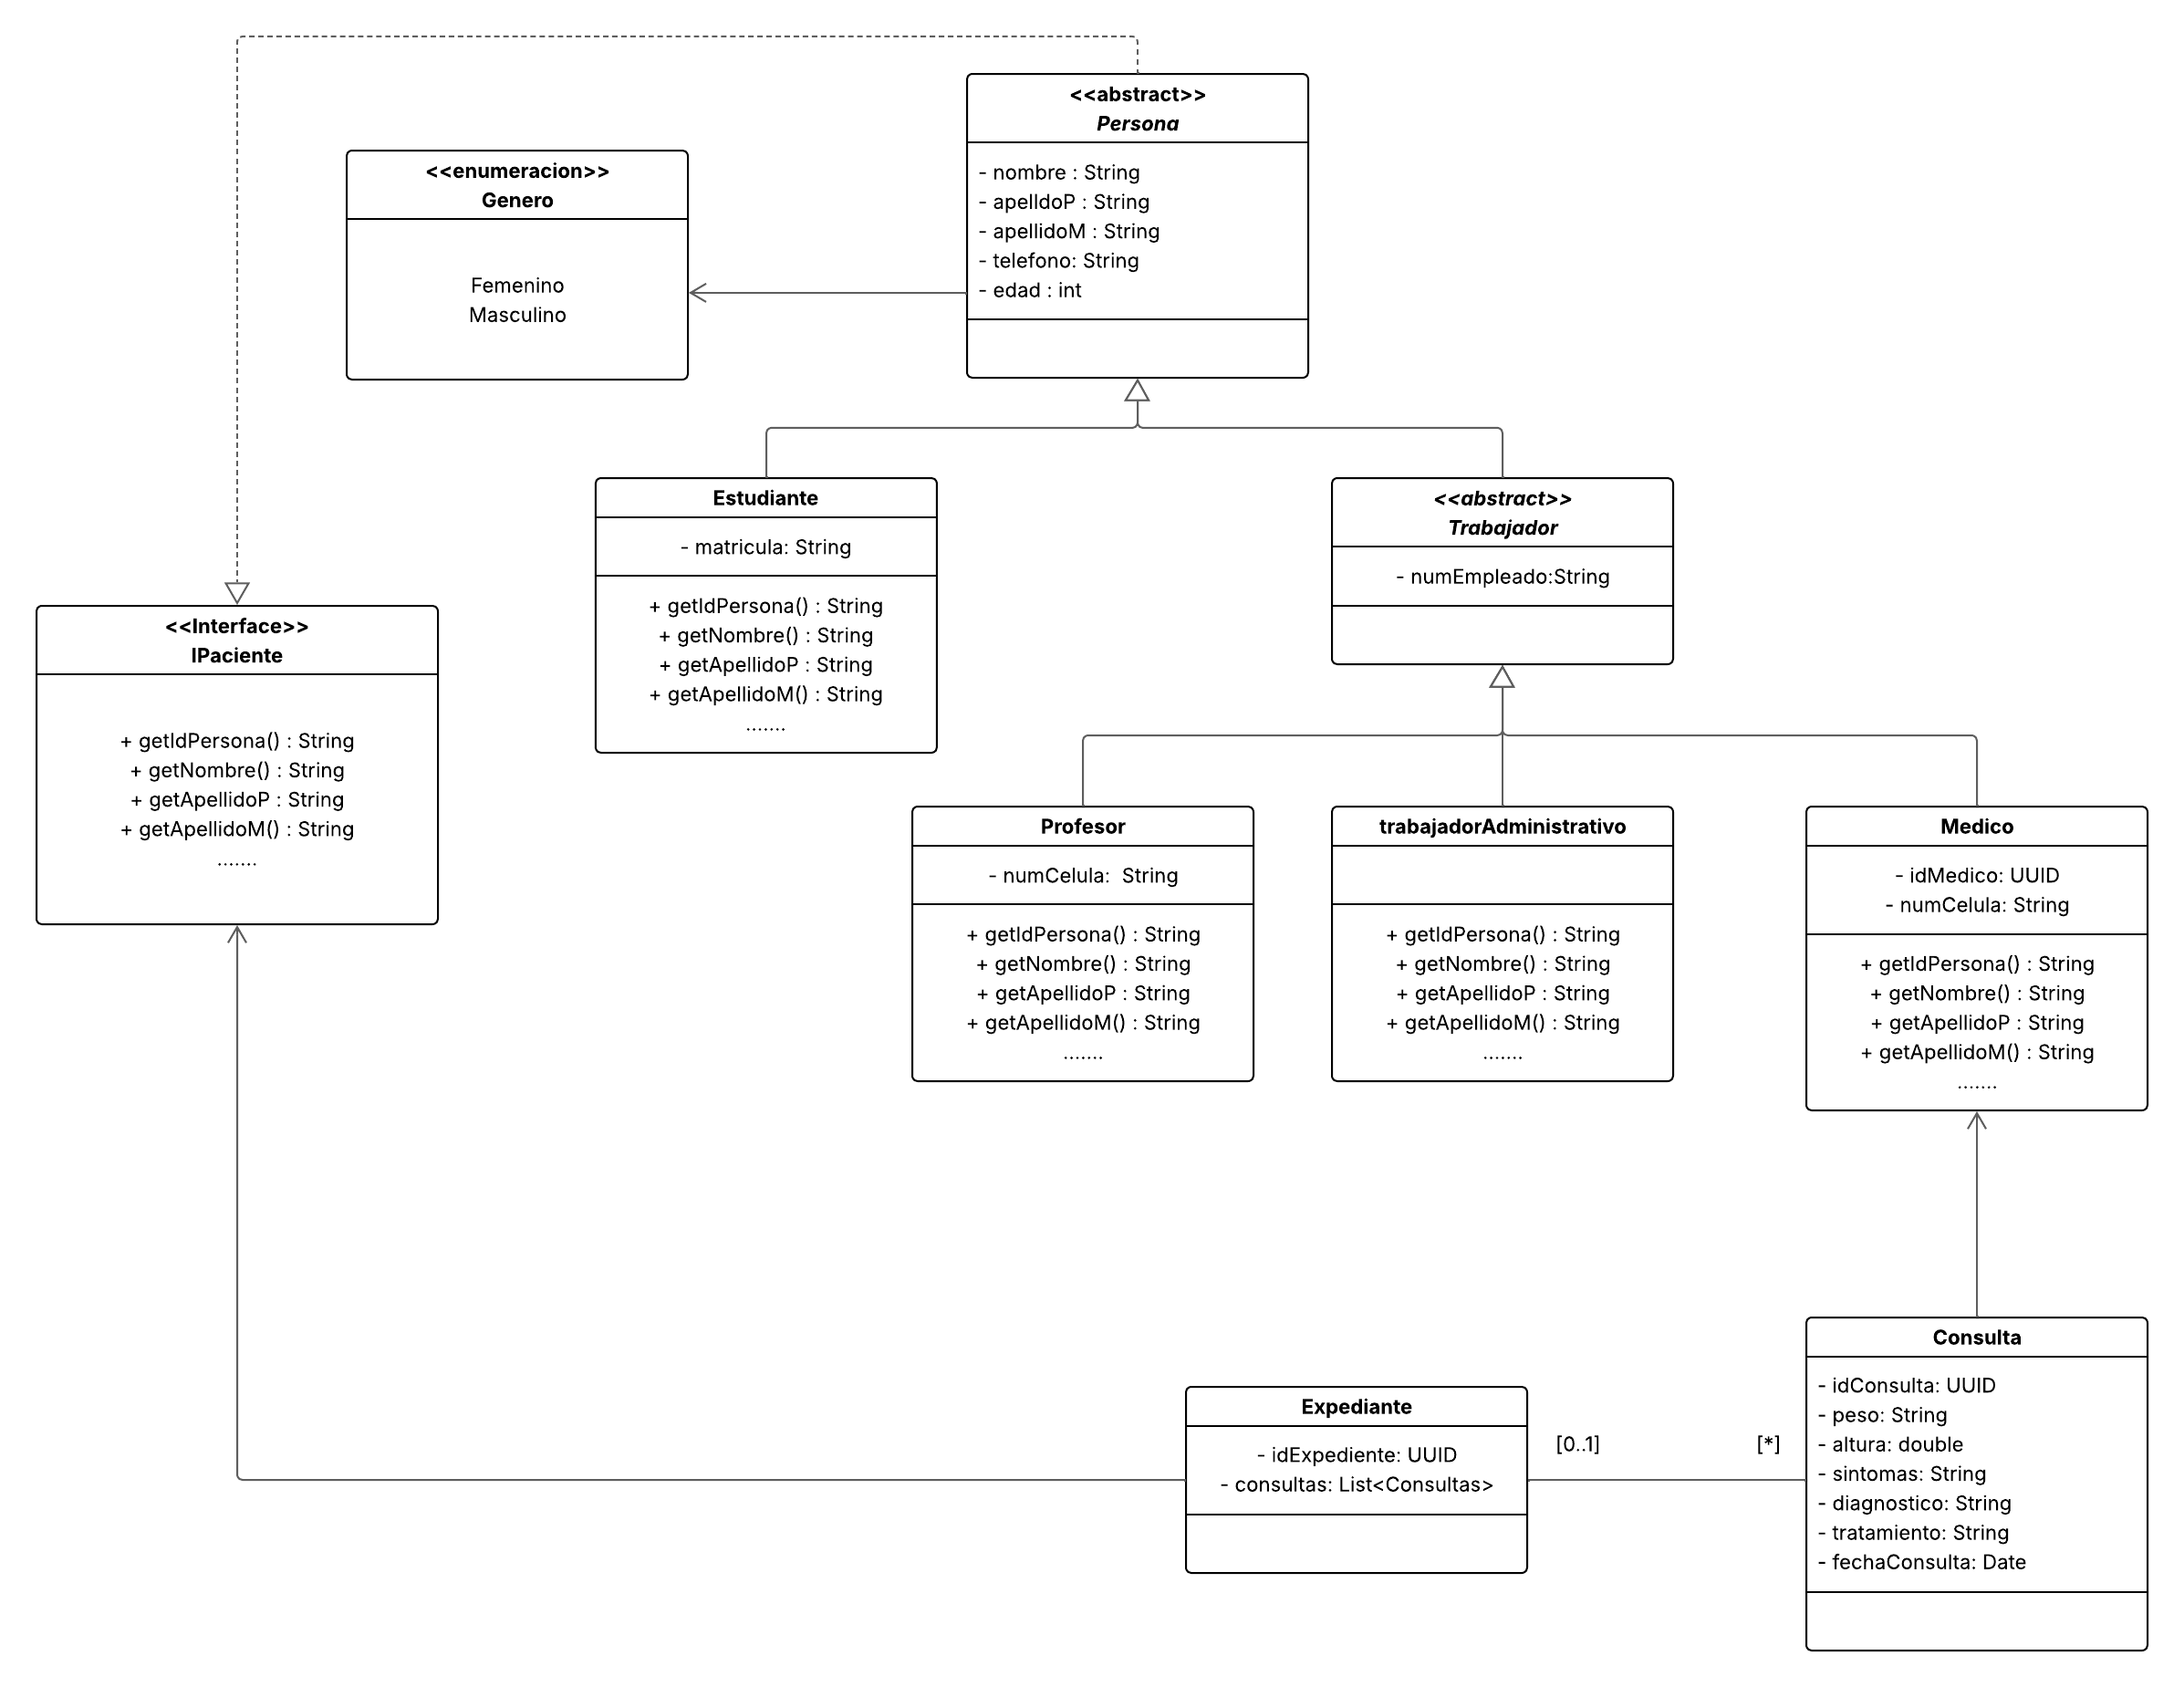 <<abstract>>
Persona
- nombre : String
- apelldoP : String
- apellidoM : String
- telefono: String
- edad : int
<<enumeracion>>
Genero
Femenino
Masculino
Estudiante
- matricula: String
+ getIdPersona() : String
+ getNombre() : String
+ getApellidoP : String
+ getApellidoM() : String
.......
<<abstract>>
Trabajador
- numEmpleado:String
<<Interface>>
IPaciente
+ getIdPersona() : String
+ getNombre() : String
+ getApellidoP : String
+ getApellidoM() : String
.......
Profesor
- numCelula:  String
+ getIdPersona() : String
+ getNombre() : String
+ getApellidoP : String
+ getApellidoM() : String
.......
trabajadorAdministrativo
+ getIdPersona() : String
+ getNombre() : String
+ getApellidoP : String
+ getApellidoM() : String
.......
Medico
- idMedico: UUID
- numCelula: String
+ getIdPersona() : String
+ getNombre() : String
+ getApellidoP : String
+ getApellidoM() : String
.......
Expediante
- idExpediente: UUID
- consultas: List<Consultas>
[0..1]
[*]
Consulta
- idConsulta: UUID
- peso: String
- altura: double
- sintomas: String
- diagnostico: String
- tratamiento: String
- fechaConsulta: Date